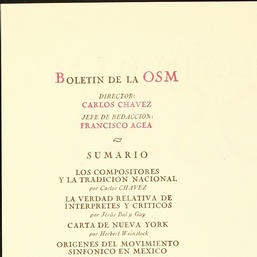 BOLETIN DE LA OSM
DIRECTOR:
CARLOS CHAVEZ
JEFE DE REDACCION:
FRANCISCO AGEA
SUMARIO
LOS COMPOSITORES
Y LA TRADICION NACIONAL
por Carlos CHAVEZ
LA VERDAD RELATIVA DE
INTERPRETES Y CRITICOS
por Jesús Bal y Gay
CARTA DE NUEVA YORK
por Herbert Weinstock
ORIGENES DEL MOVIMIENTO
SINFONICO EN MEXICO